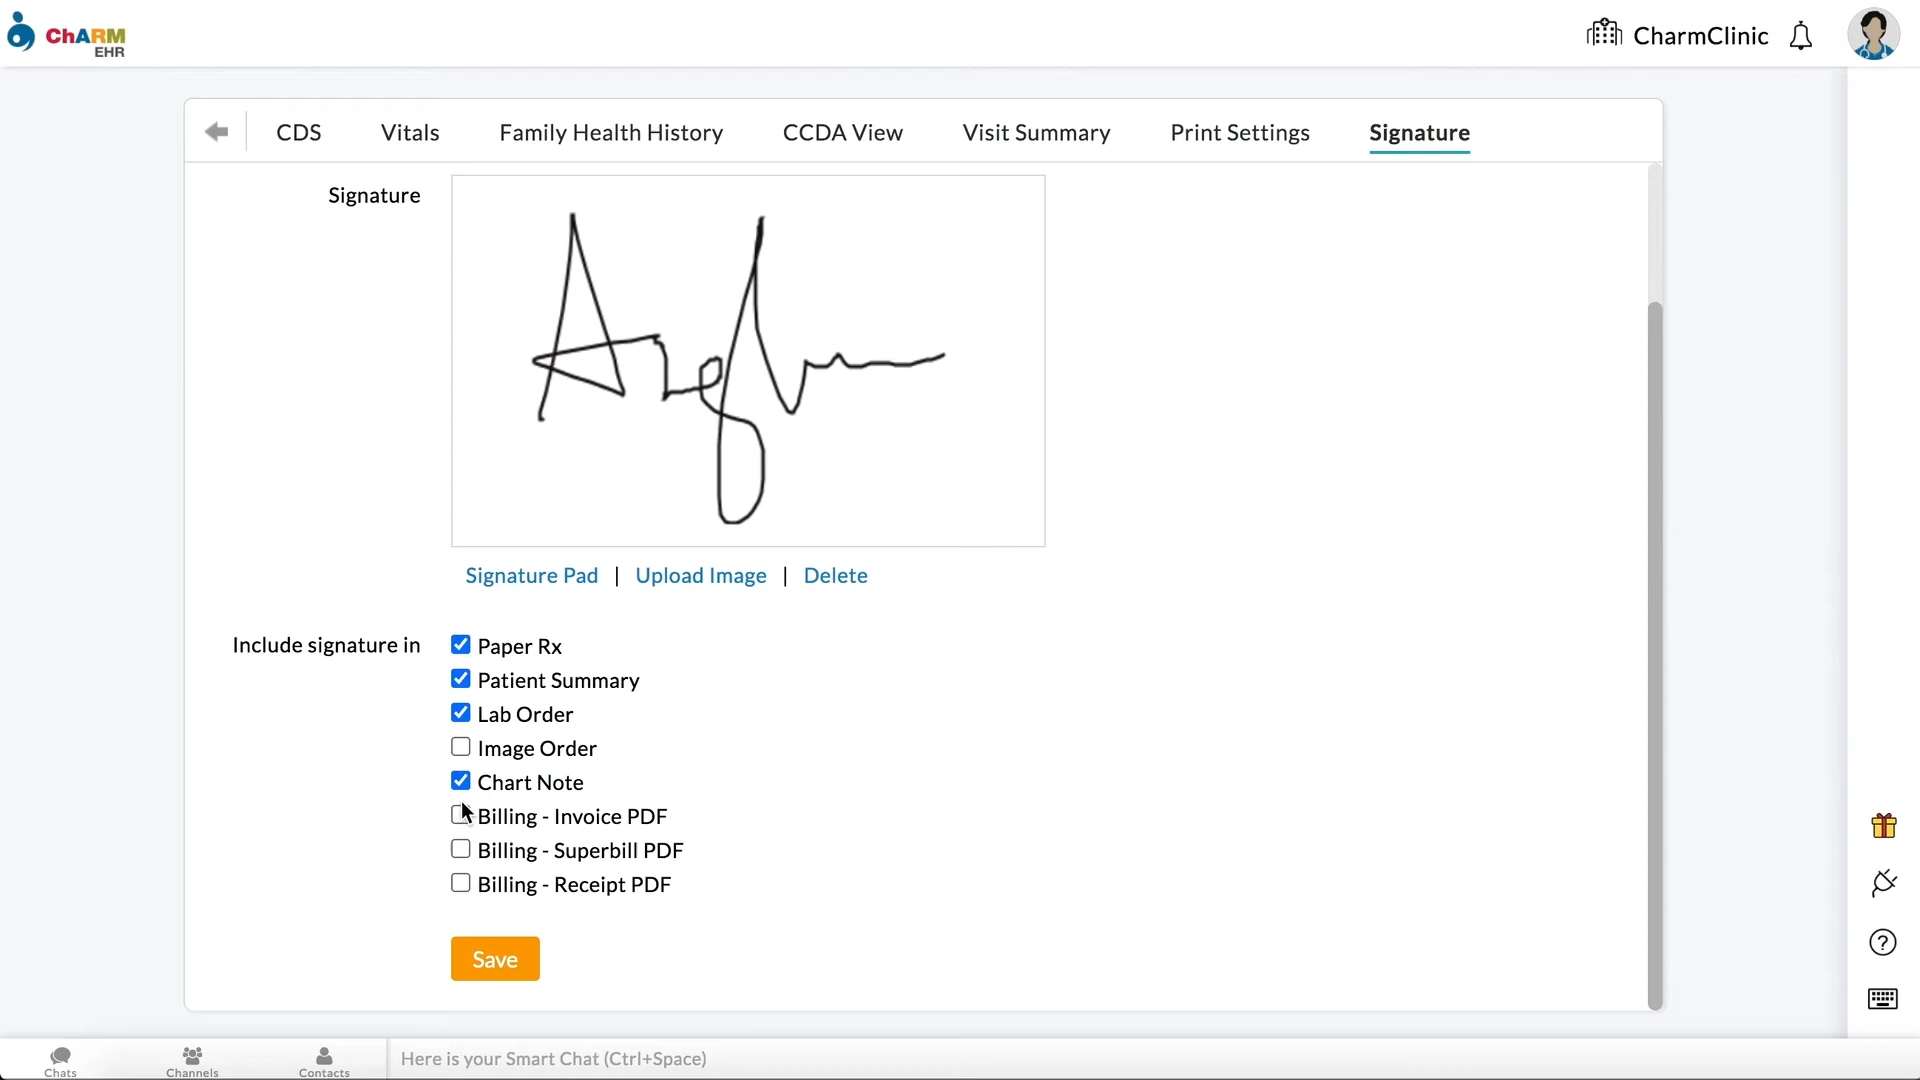 ChARM EHR
CharmClinic
CDS Vitals Family Health History CCDA View Visit Summary Print Settings Signature
Signature
Signature Pad | Upload Image | Delete
Include signature in
Paper Rx
Patient Summary
Lab Order
Image Order
Chart Note
Billing - Invoice PDF
Billing - Superbill PDF
Billing - Receipt PDF
Save
Chats Channels Contacts Here is your Smart Chat (Ctrl+Space)